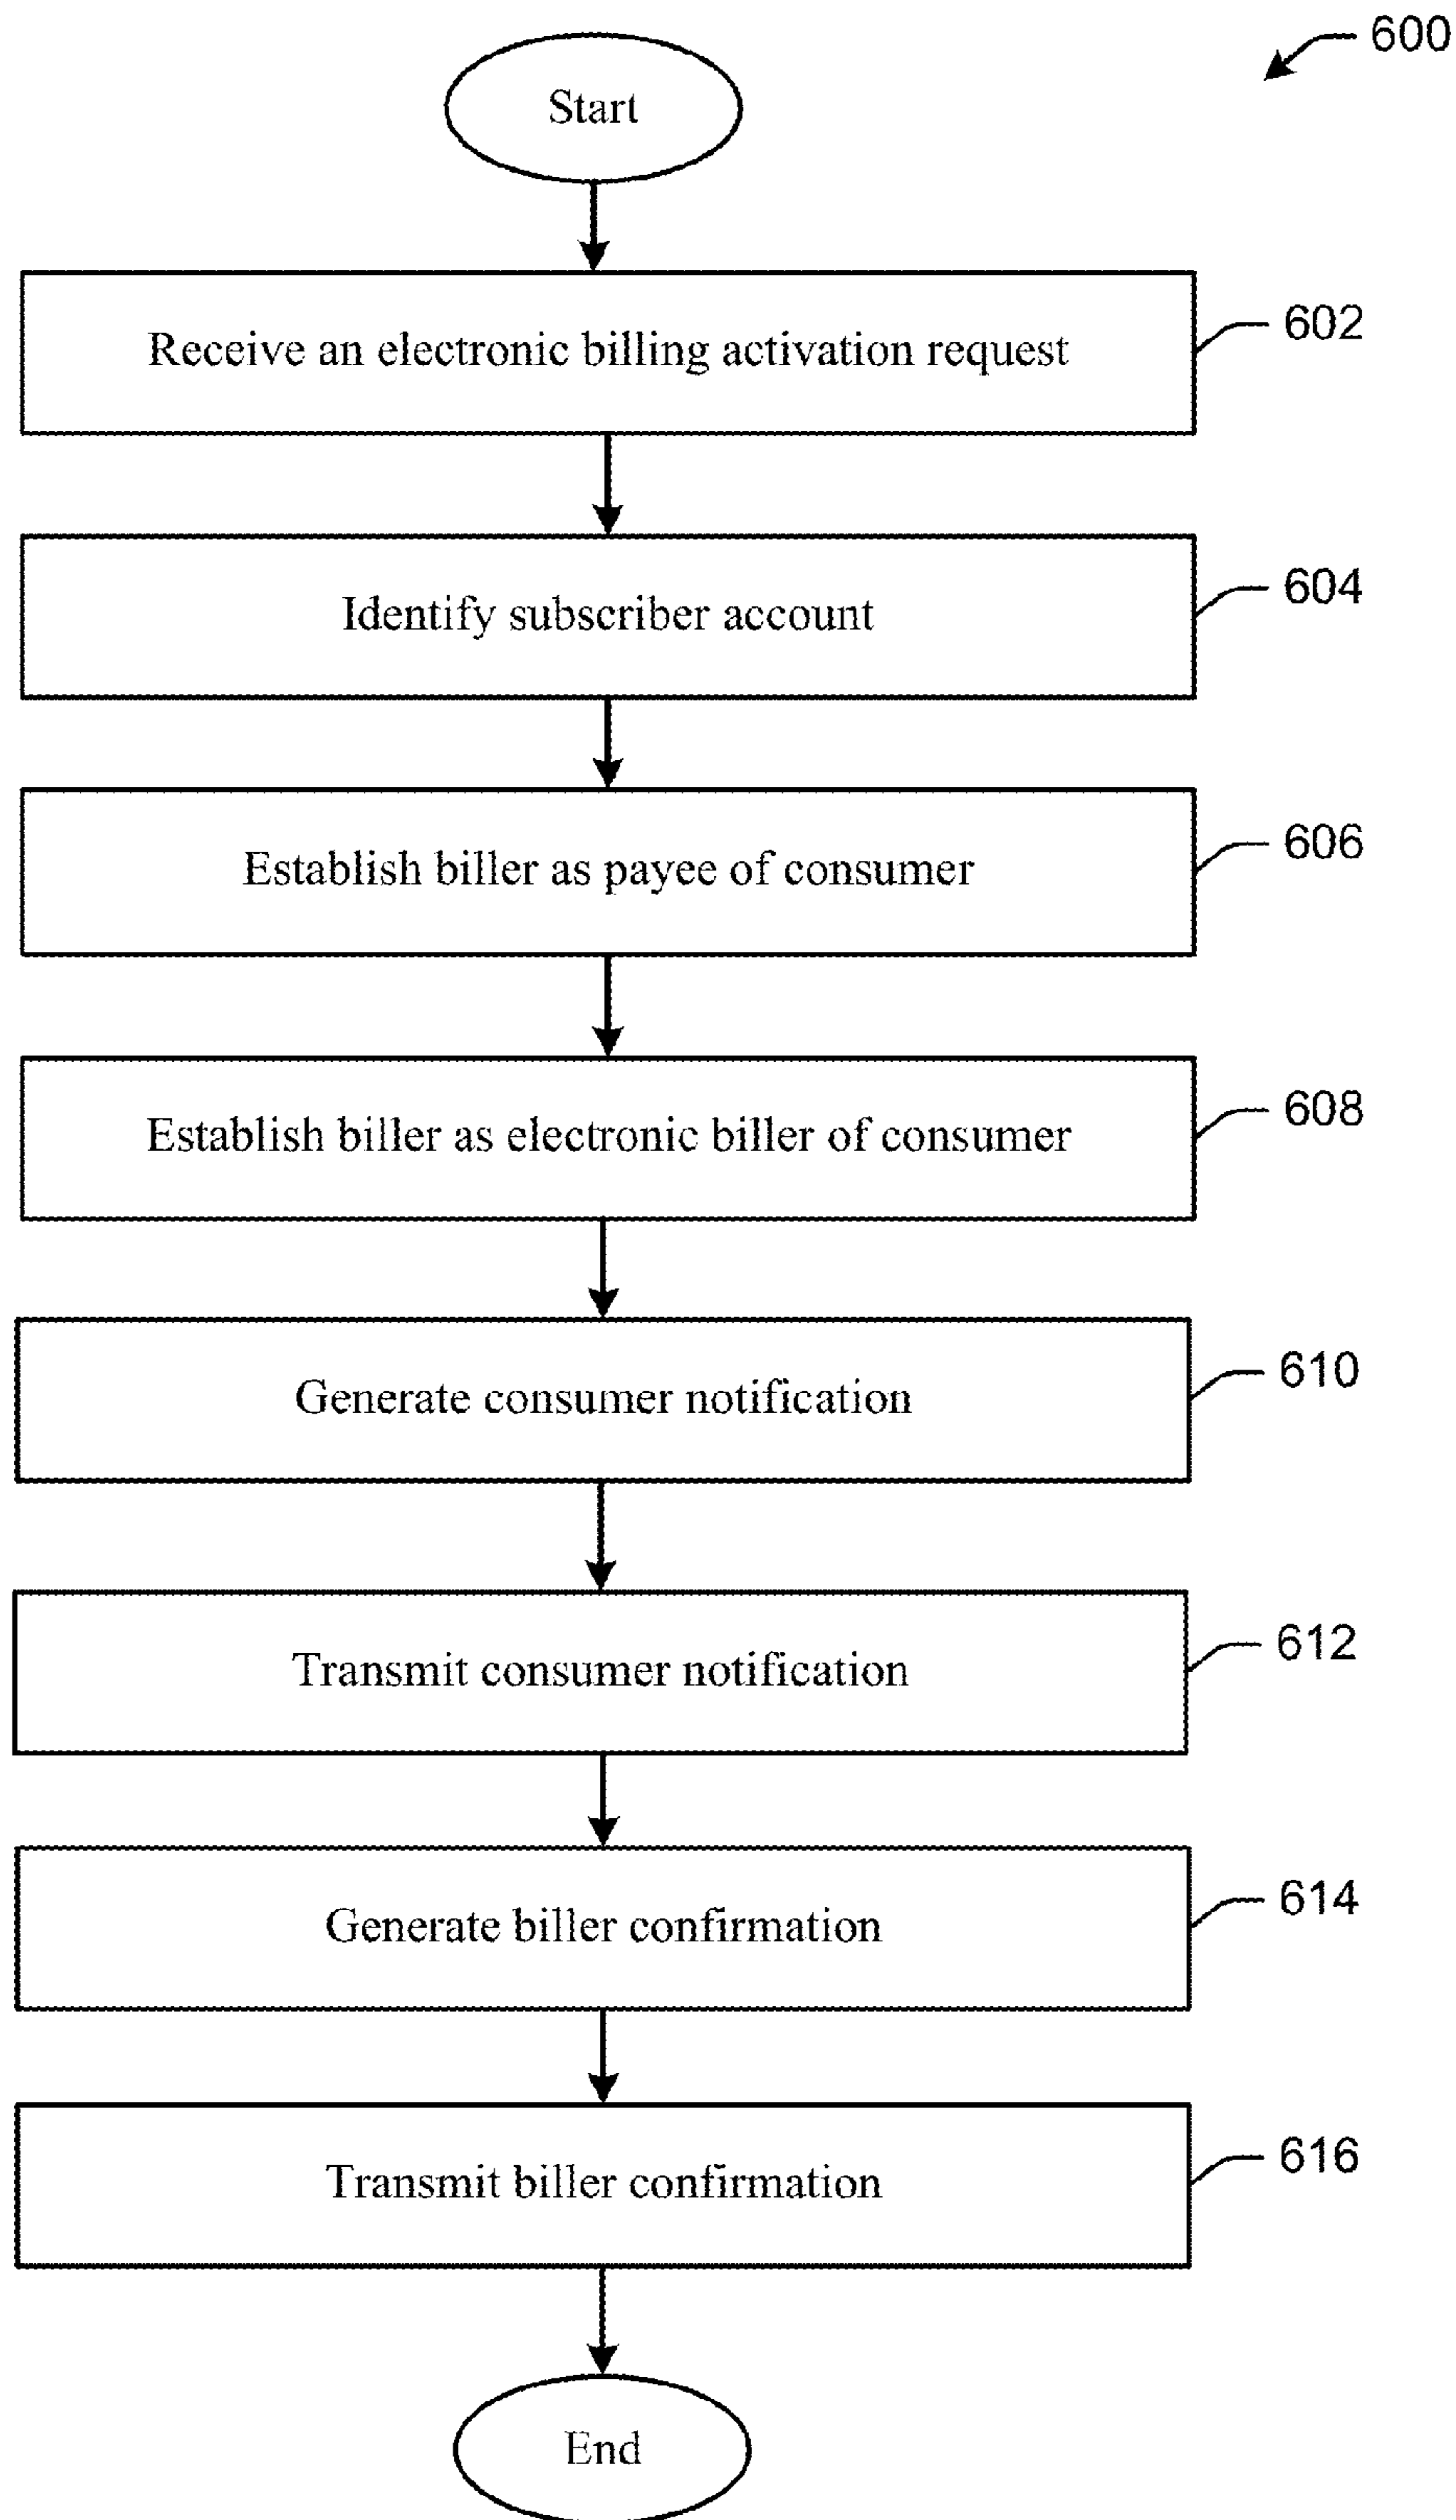 600
Start
Receive an electronic billing activation request
602
Identify subscriber account
604
Establish biller as payee of consumer
606
Establish biller as electronic biller of consumer
608
Generate consumer notification
610
Transmit consumer notification
612
Generate biller confirmation
614
Transmit biller confirmation
616
End